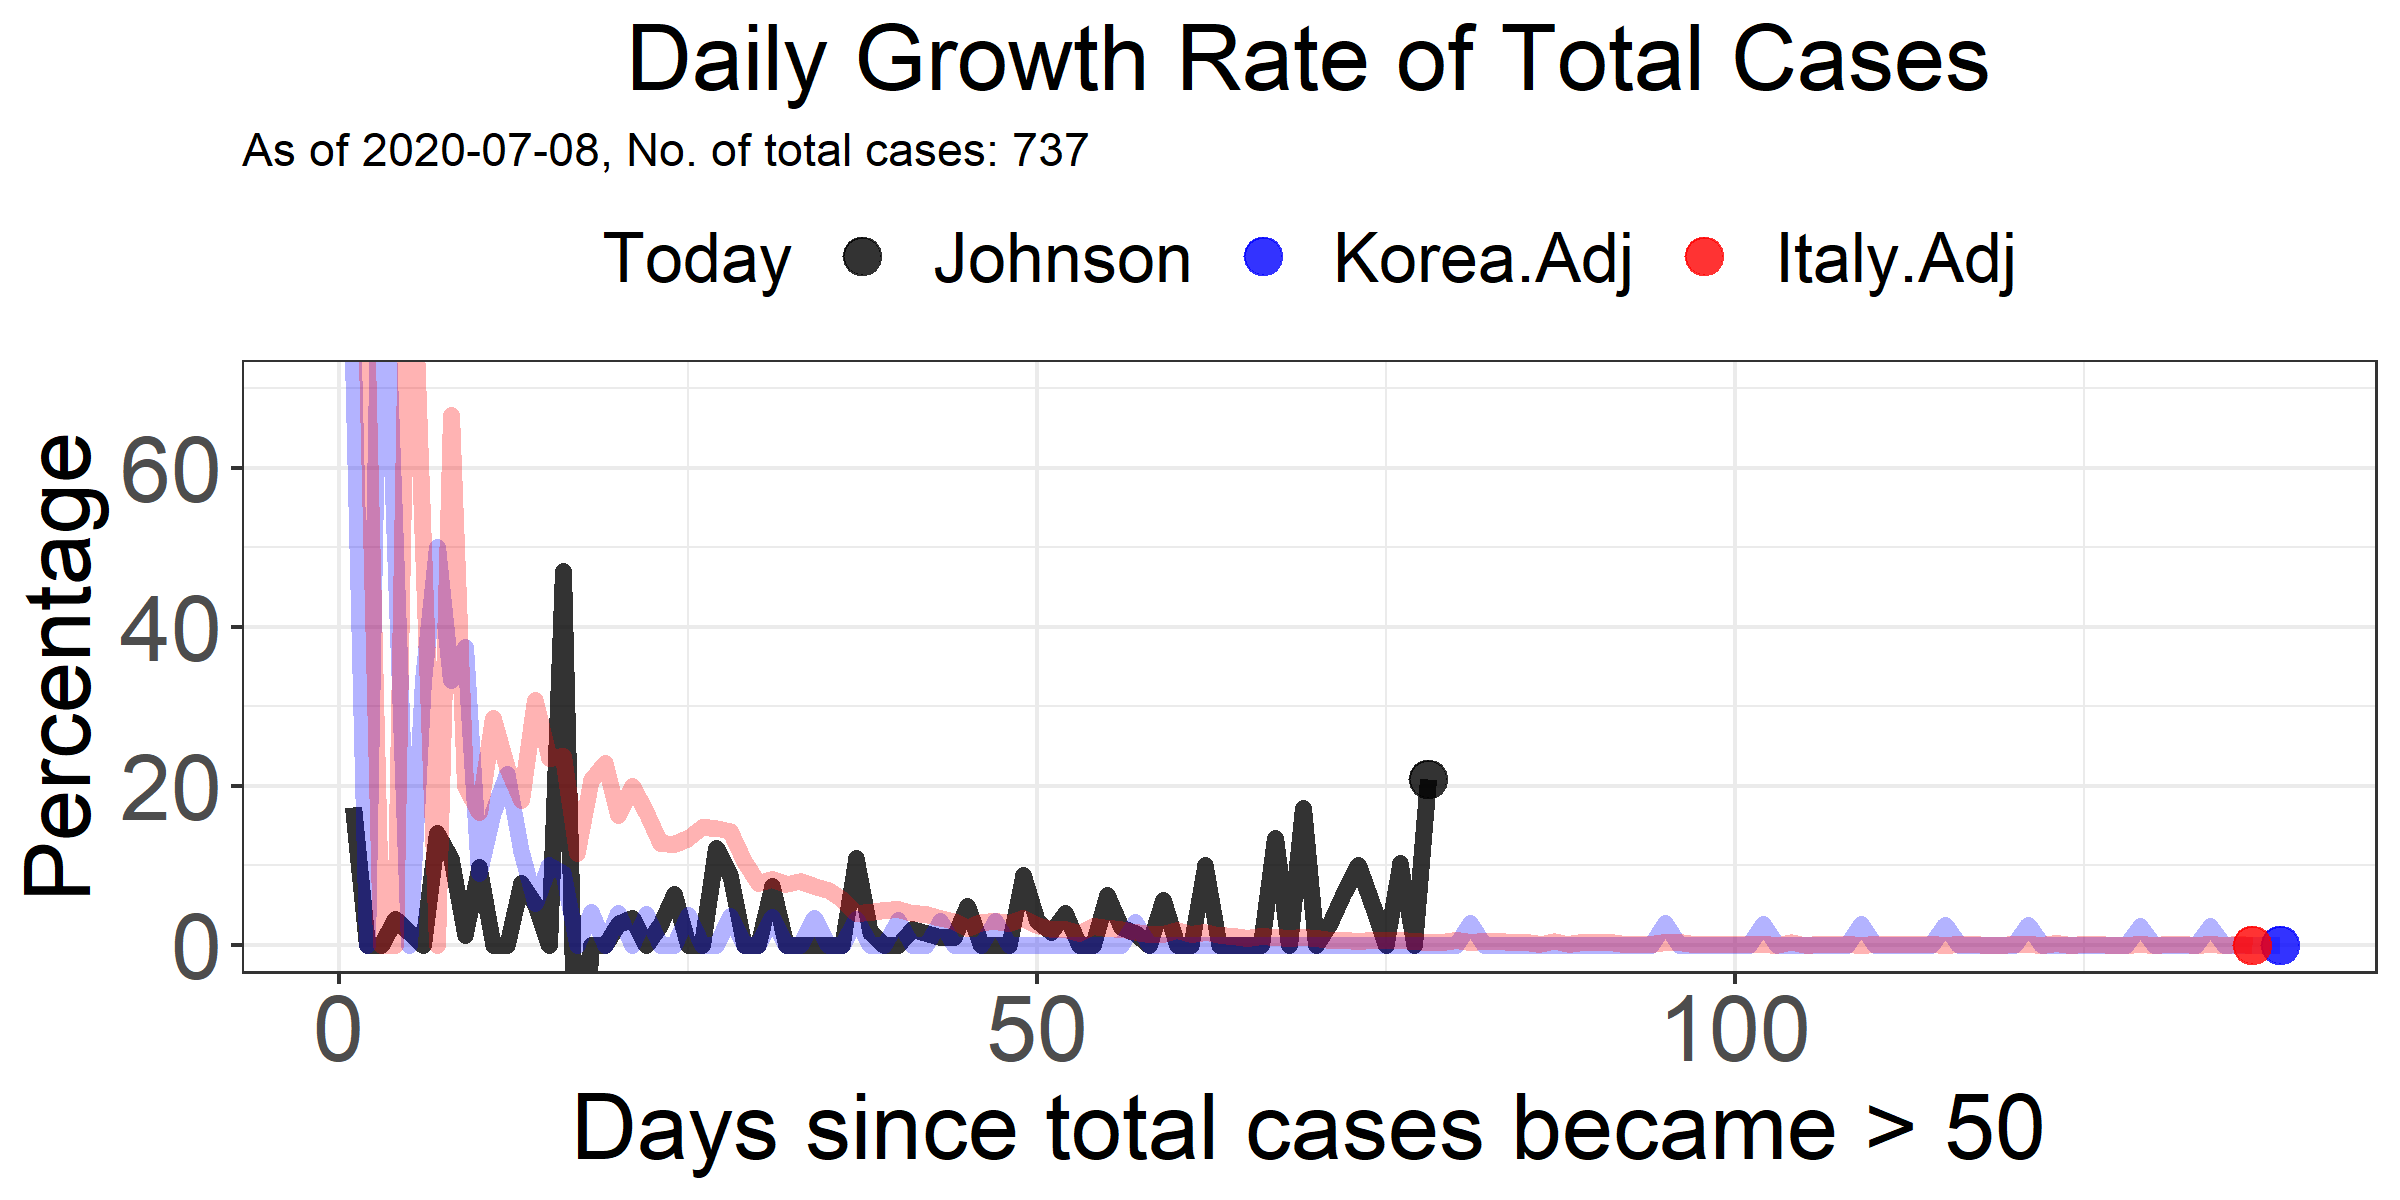 Daily Growth Rate of Total Cases
As of 2020-07-08, No. of total cases: 737
Today Johnson Korea.Adj Italy.Adj
Percentage
60
40
20
0
0 50 100
Days since total cases became > 50